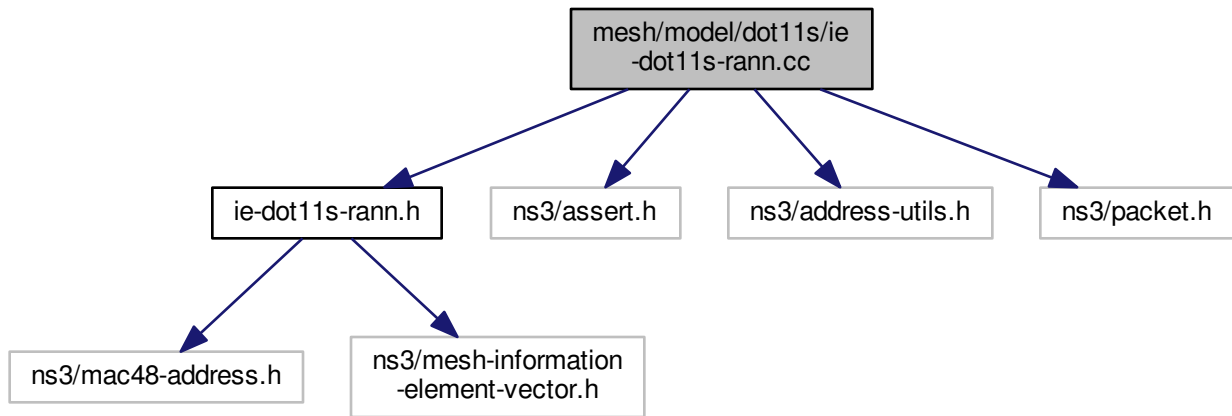 mesh/model/dot11s/ie
-dot11s-rann.cc
ie-dot11s-rann.h
ns3/assert.h
ns3/address-utils.h
ns3/packet.h
ns3/mac48-address.h
ns3/mesh-information
-element-vector.h